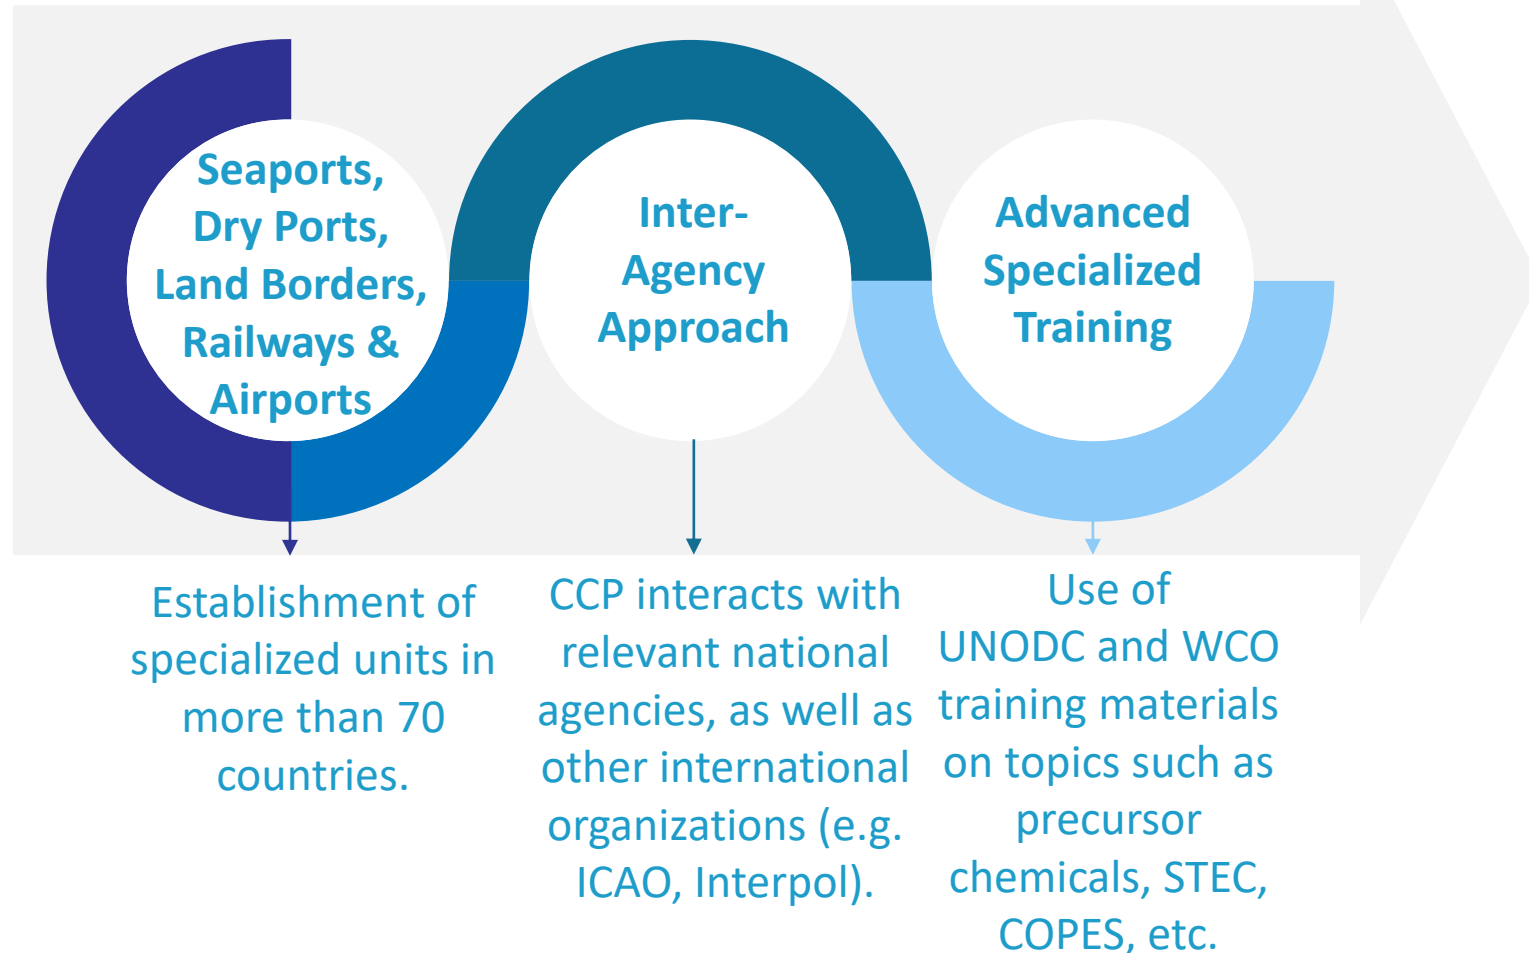 Seaports,
Dry Ports,
Land Borders,
Railways &
Airports
Inter-
Agency
Approach
Advanced
Specialized
Training
Establishment of
specialized units in
more than 70
countries.
CCP interacts with
relevant national
agencies, as well as
other international
organizations (e.g.
ICAO, Interpol).
Use of
UNODC and WCO
training materials
on topics such as
precursor
chemicals, STEC,
COPES, etc.